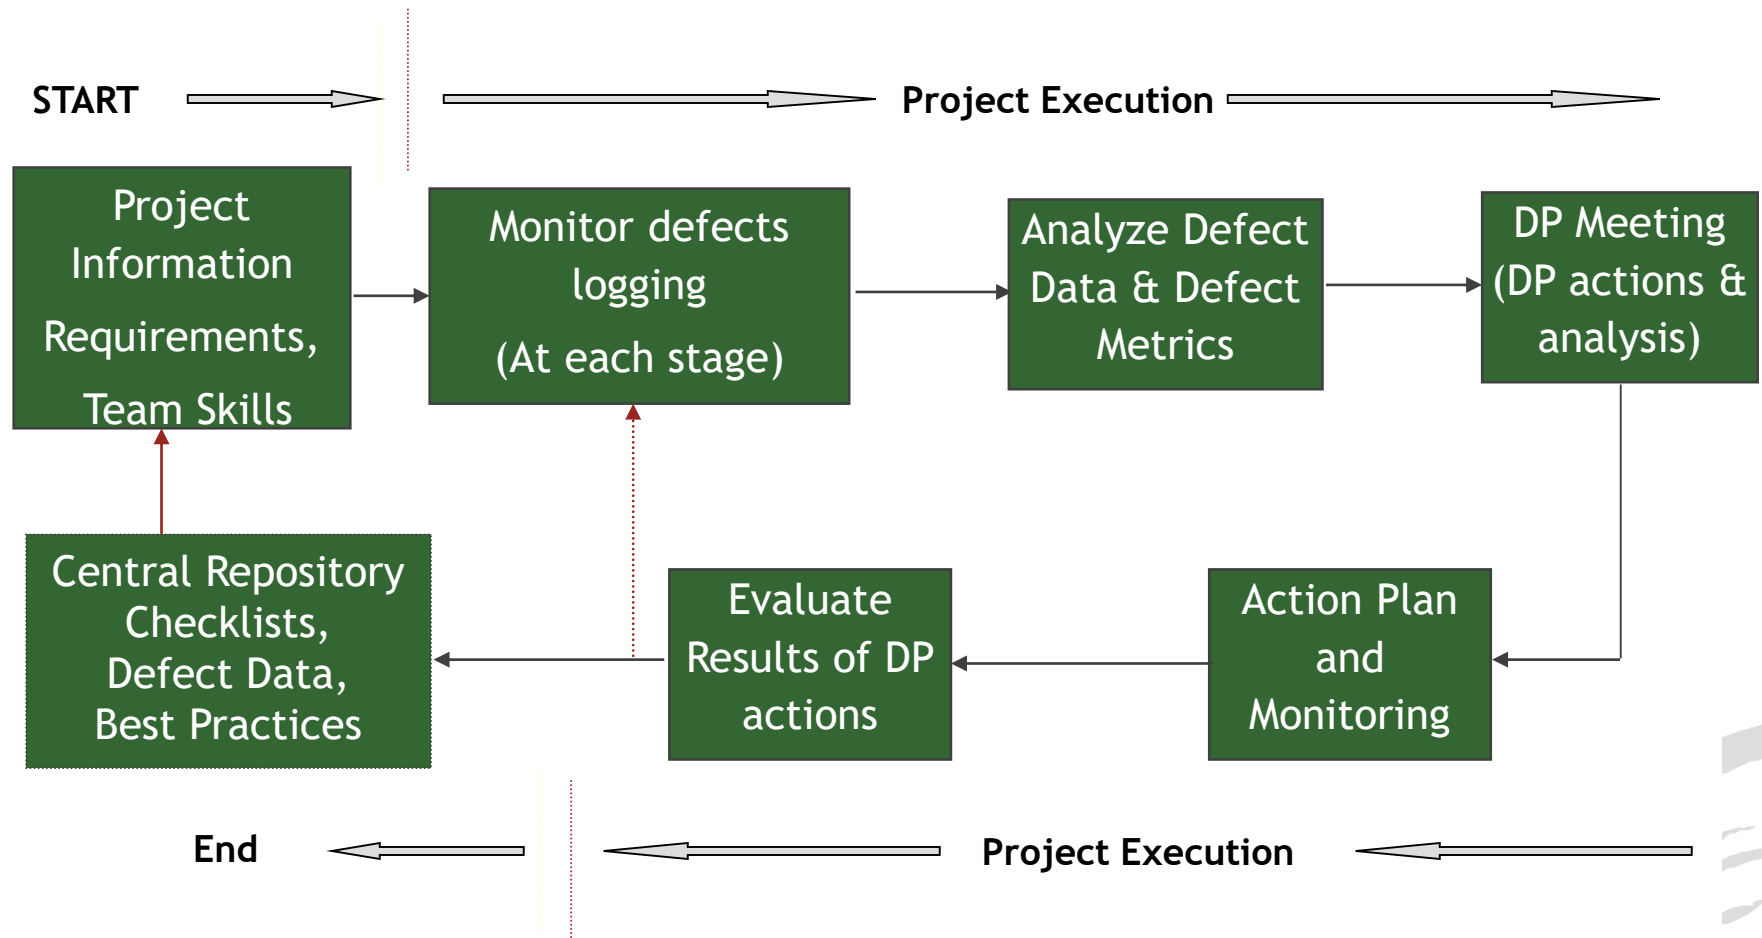 START
Project Execution
Project
Information
Requirements,
Team Skills
Monitor defects
logging
(At each stage)
Analyze Defect
Data & Defect
Metrics
DP Meeting
(DP actions &
analysis)
Central Repository
Checklists,
Defect Data,
Best Practices
Evaluate
Results of DP
actions
Action Plan
and
Monitoring
End
Project Execution